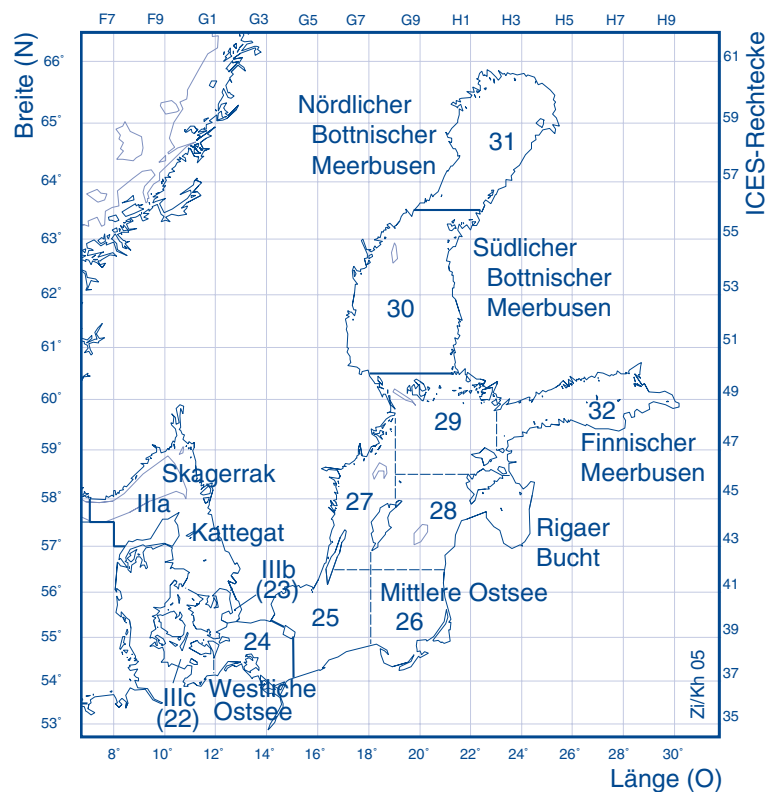 F7 F9 G1 G3 G5 G7 G9 H1 H3 H5 H7 H9
Breite (N)
66°
65°
64°
63°
62°
61°
60°
59°
58°
57°
56°
55°
54°
53°
ICES-Rechtecke
61
59
57
55
53
51
49
47
45
43
41
39
37
35
Nördlicher
Bottnischer
Meerbusen
31
Südlicher
Bottnischer
Meerbusen
30
29
32
Finnischer
Meerbusen
Skagerrak
IIIa
Kattegat
27
28
Rigaer
Bucht
IIIb
(23)
Mittlere Ostsee
25
26
24
Westliche
Ostsee
IIIc
(22)
Zi/Kh 05
8° 10° 12° 14° 16° 18° 20° 22° 24° 26° 28° 30°
Länge (O)